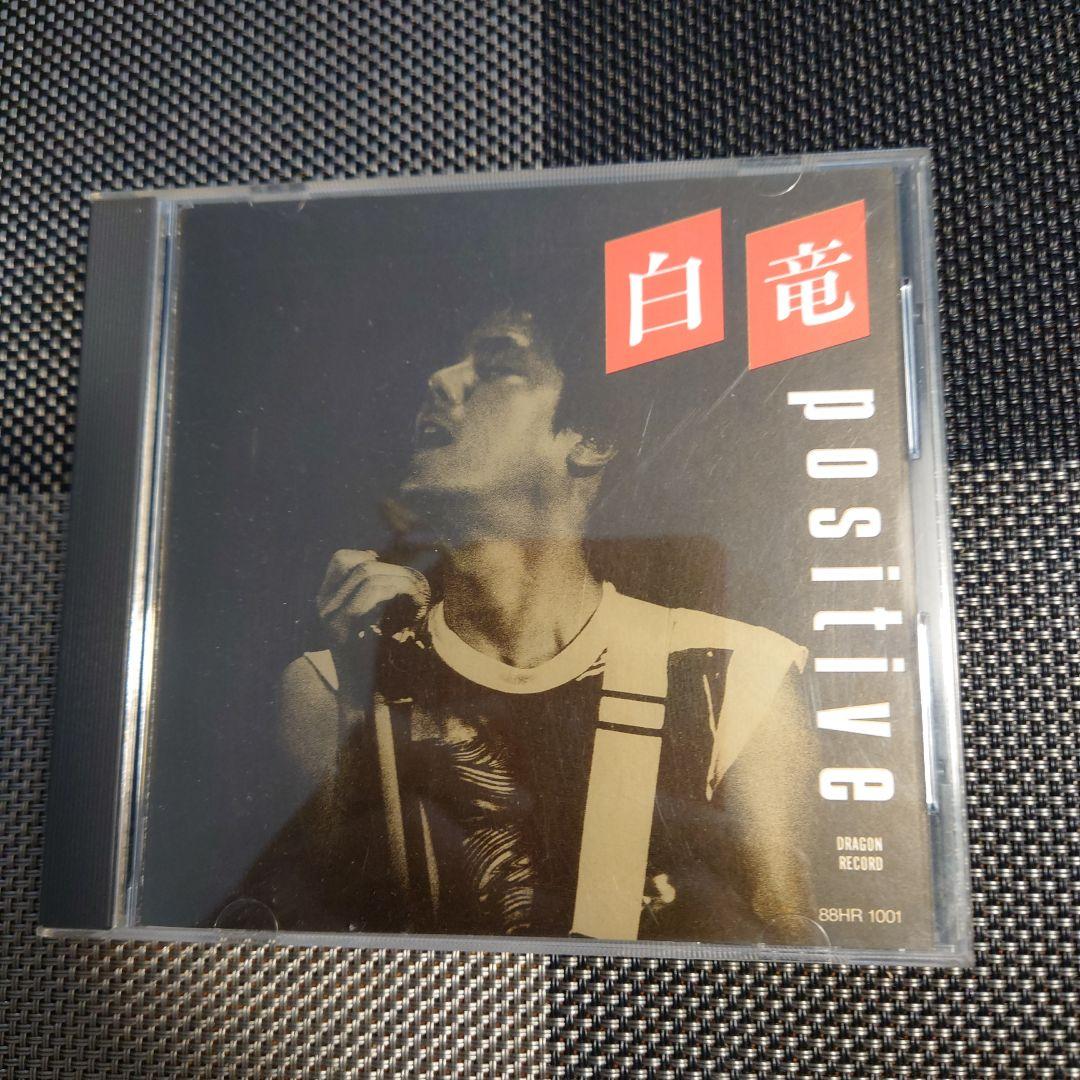 白竜
positive
DRAGON
RECORD
88HR 1001